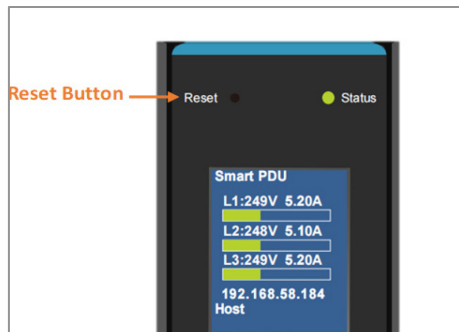 Reset Button
Reset
Status
Smart PDU
L1:249V 5.20A
L2:248V 5.10A
L3:249V 5.20A
192.168.58.184
Host